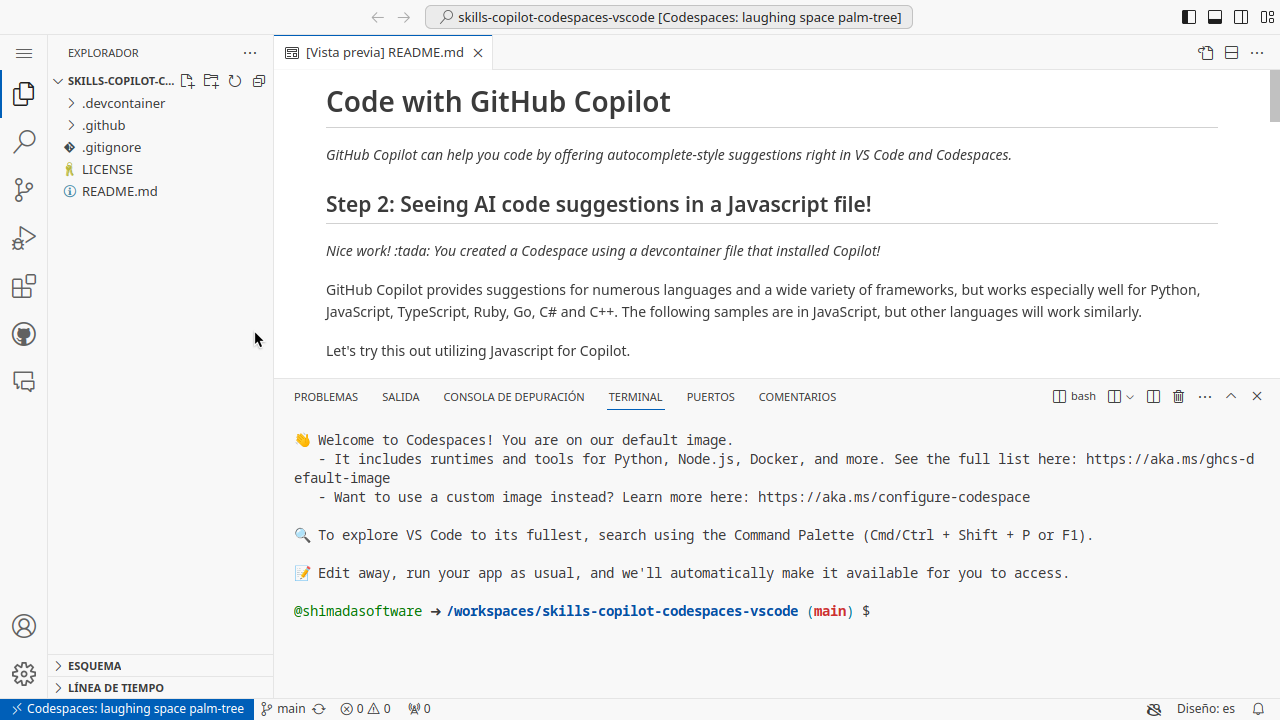 skills-copilot-codespaces-vscode [Codespaces: laughing space palm-tree]
EXPLORADOR
SKILLS-COPILOT-C...
.devcontainer
.github
.gitignore
LICENSE
README.md
ESQUEMA
LÍNEA DE TIEMPO
[Vista previa] README.md
Code with GitHub Copilot
GitHub Copilot can help you code by offering autocomplete-style suggestions right in VS Code and Codespaces.
Step 2: Seeing AI code suggestions in a Javascript file!
Nice work! :tada: You created a Codespace using a devcontainer file that installed Copilot!
GitHub Copilot provides suggestions for numerous languages and a wide variety of frameworks, but works especially well for Python,
JavaScript, TypeScript, Ruby, Go, C# and C++. The following samples are in JavaScript, but other languages will work similarly.
Let's try this out utilizing Javascript for Copilot.
PROBLEMAS SALIDA CONSOLA DE DEPURACIÓN TERMINAL PUERTOS COMENTARIOS bash
👋 Welcome to Codespaces! You are on our default image.
- It includes runtimes and tools for Python, Node.js, Docker, and more. See the full list here: https://aka.ms/ghcs-d
efault-image
- Want to use a custom image instead? Learn more here: https://aka.ms/configure-codespace
🔍 To explore VS Code to its fullest, search using the Command Palette (Cmd/Ctrl + Shift + P or F1).
📝 Edit away, run your app as usual, and we'll automatically make it available for you to access.
@shimadasoftware ➜ /workspaces/skills-copilot-codespaces-vscode (main) $
Codespaces: laughing space palm-tree main 0 0 0 Diseño: es